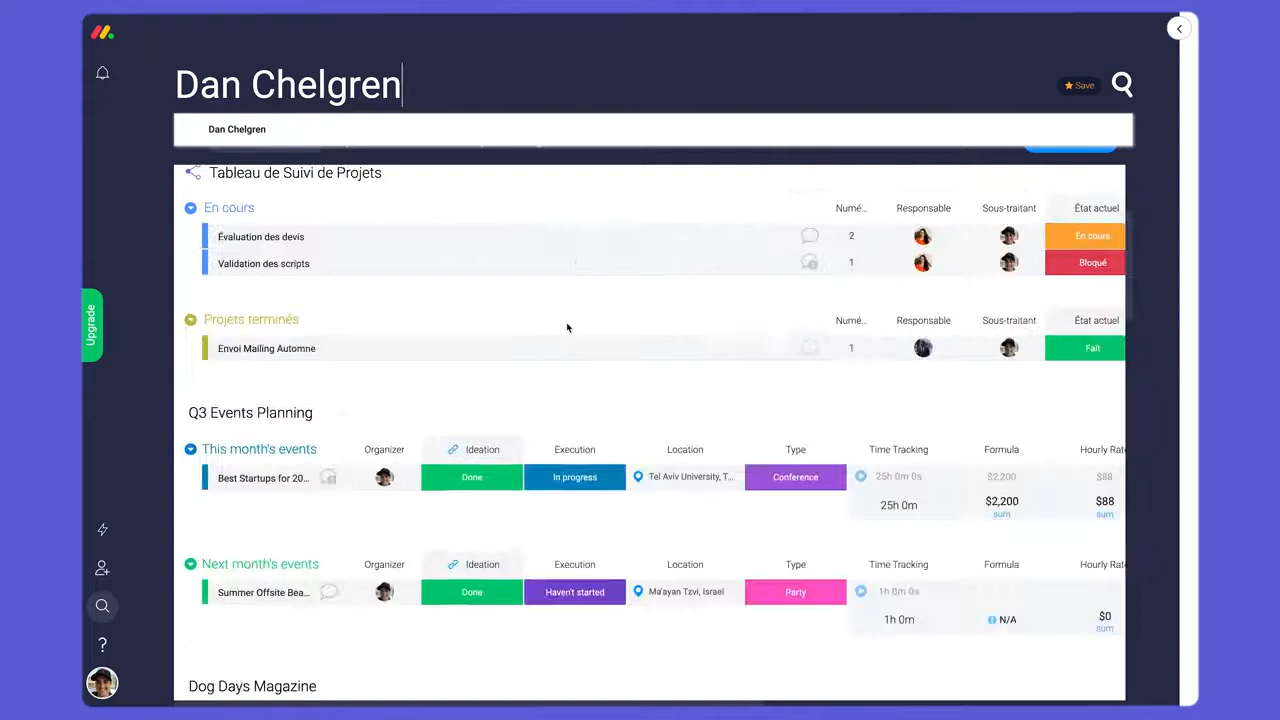 Dan Chelgren
Save
Dan Chelgren
Tableau de Suivi de Projets
En cours Numé... Responsable Sous-traitant État actuel
Évaluation des devis 2 En cours
Validation des scripts 1 Bloqué
Projets terminés Numé... Responsable Sous-traitant État actuel
Envoi Mailing Automne 1 Fait
Upgrade
Q3 Events Planning
This month's events Organizer Ideation Execution Location Type Time Tracking Formula Hourly Rat
Best Startups for 20... Done In progress Tel Aviv University, T... Conference 25h 0m 0s $2,200 $88
25h 0m $2,200 $88
sum sum
Next month's events Organizer Ideation Execution Location Type Time Tracking Formula Hourly Rat
Summer Offsite Bea... Done Haven't started Ma'ayan Tzvi, Israel Party 1h 0m 0s
1h 0m N/A $0
sum
Dog Days Magazine